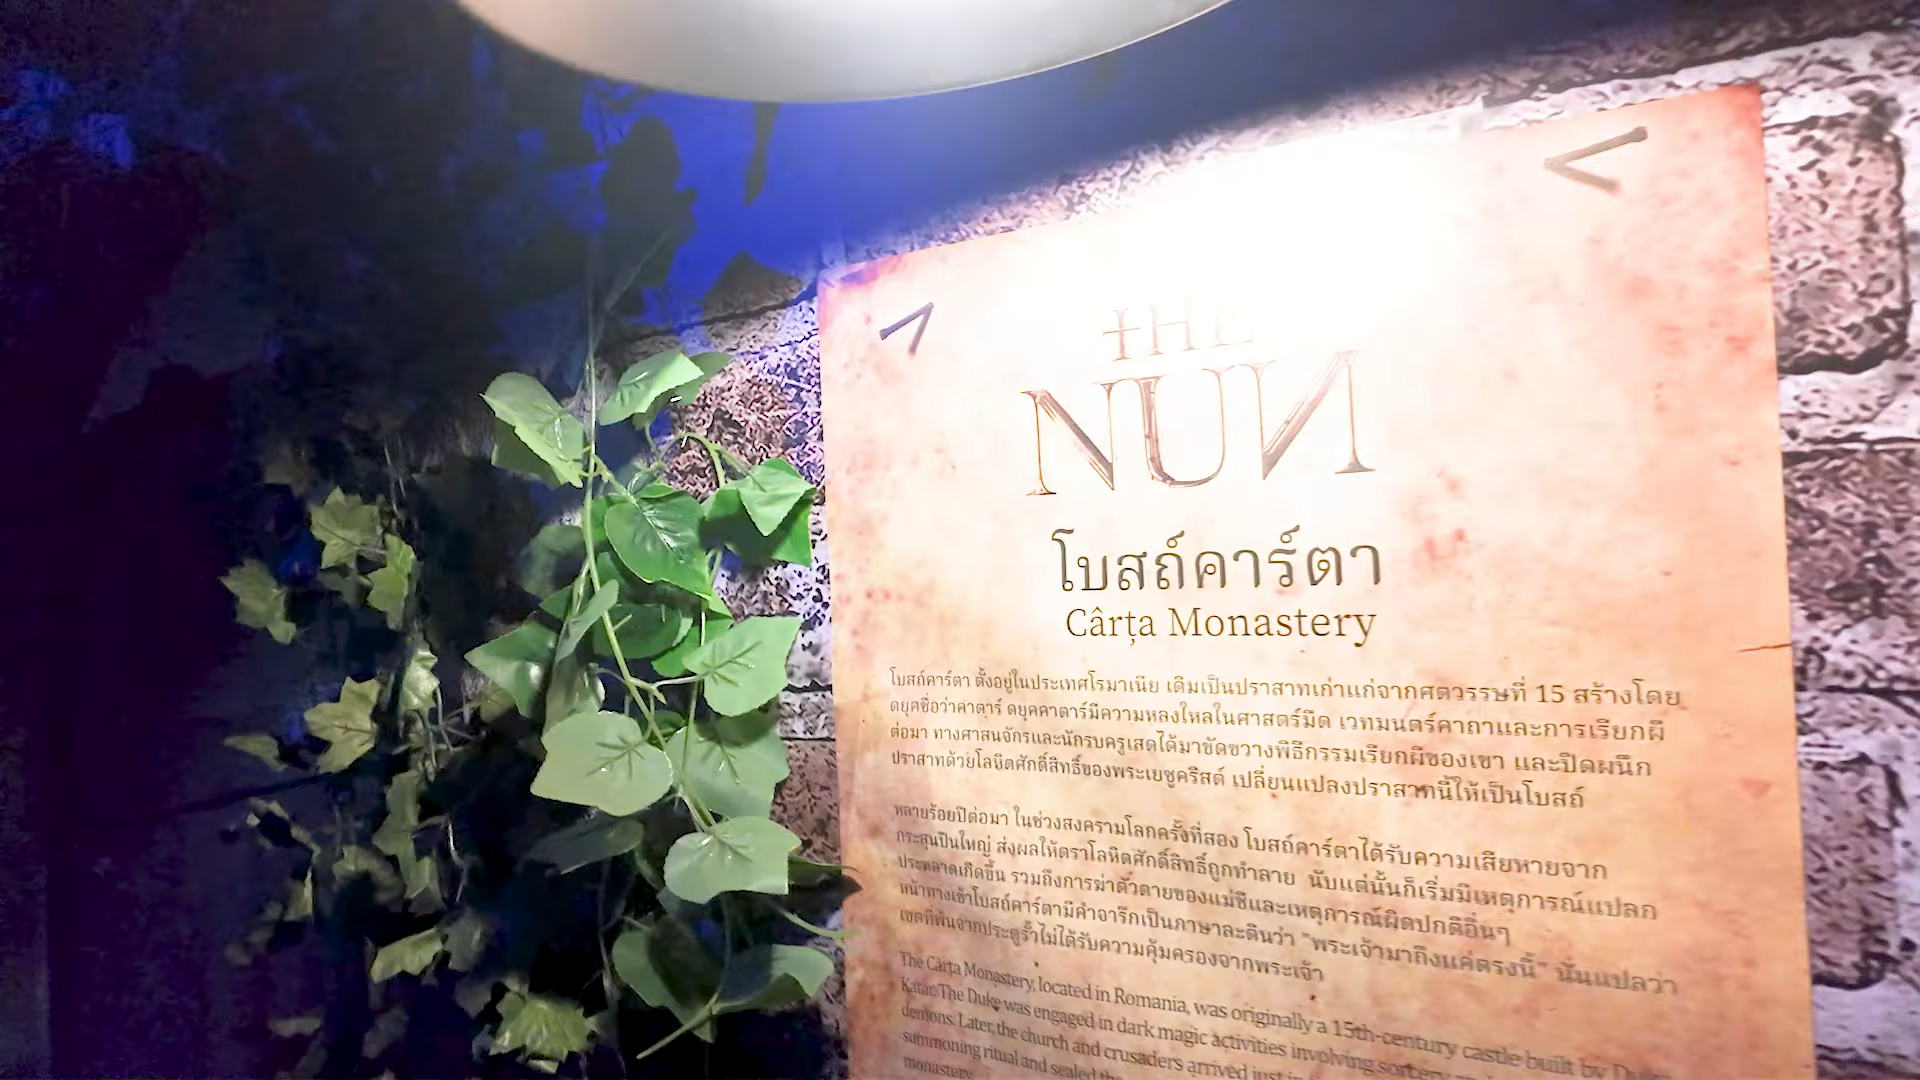 THE
NUN
โบสถ์คาร์ตา
Cârța Monastery
โบสถ์คาร์ตา ตั้งอยู่ในประเทศโรมาเนีย เดิมเป็นปราสาทเก่าแก่จากศตวรรษที่ 15 สร้างโดย
ดยุคชื่อว่าคาตาร์ ดยุคคาตาร์มีความหลงใหลในศาสตร์มืด เวทมนตร์คาถาและการเรียกผี
ต่อมา ทางศาสนจักรและนักรบครูเสดได้มาขัดขวางพิธีกรรมเรียกผีของเขา และปิดผนึก
ปราสาทด้วยโลหิตศักดิ์สิทธิ์ของพระเยซูคริสต์ เปลี่ยนแปลงปราสาทนี้ให้เป็นโบสถ์
หลายร้อยปีต่อมา ในช่วงสงครามโลกครั้งที่สอง โบสถ์คาร์ตาได้รับความเสียหายจาก
กระสุนปืนใหญ่ ส่งผลให้ตราโลหิตศักดิ์สิทธิ์ถูกทำลาย นับแต่นั้นก็เริ่มมีเหตุการณ์แปลก
ประหลาดเกิดขึ้น รวมถึงการฆ่าตัวตายของแม่ชีและเหตุการณ์ผิดปกติอื่นๆ
หน้าทางเข้าโบสถ์คาร์ตามีคำจารึกเป็นภาษาละตินว่า "พระเจ้ามาถึงแค่ตรงนี้" นั่นแปลว่า
เขตที่พ้นจากประตูรั้วไม่ได้รับความคุ้มครองจากพระเจ้า
The Cârța Monastery, located in Romania, was originally a 15th-century castle built by
Katar. The Duke was engaged in dark magic activities involving sorcery
demons. Later, the church and crusaders arrived just
summoning ritual and sealed
monastery.